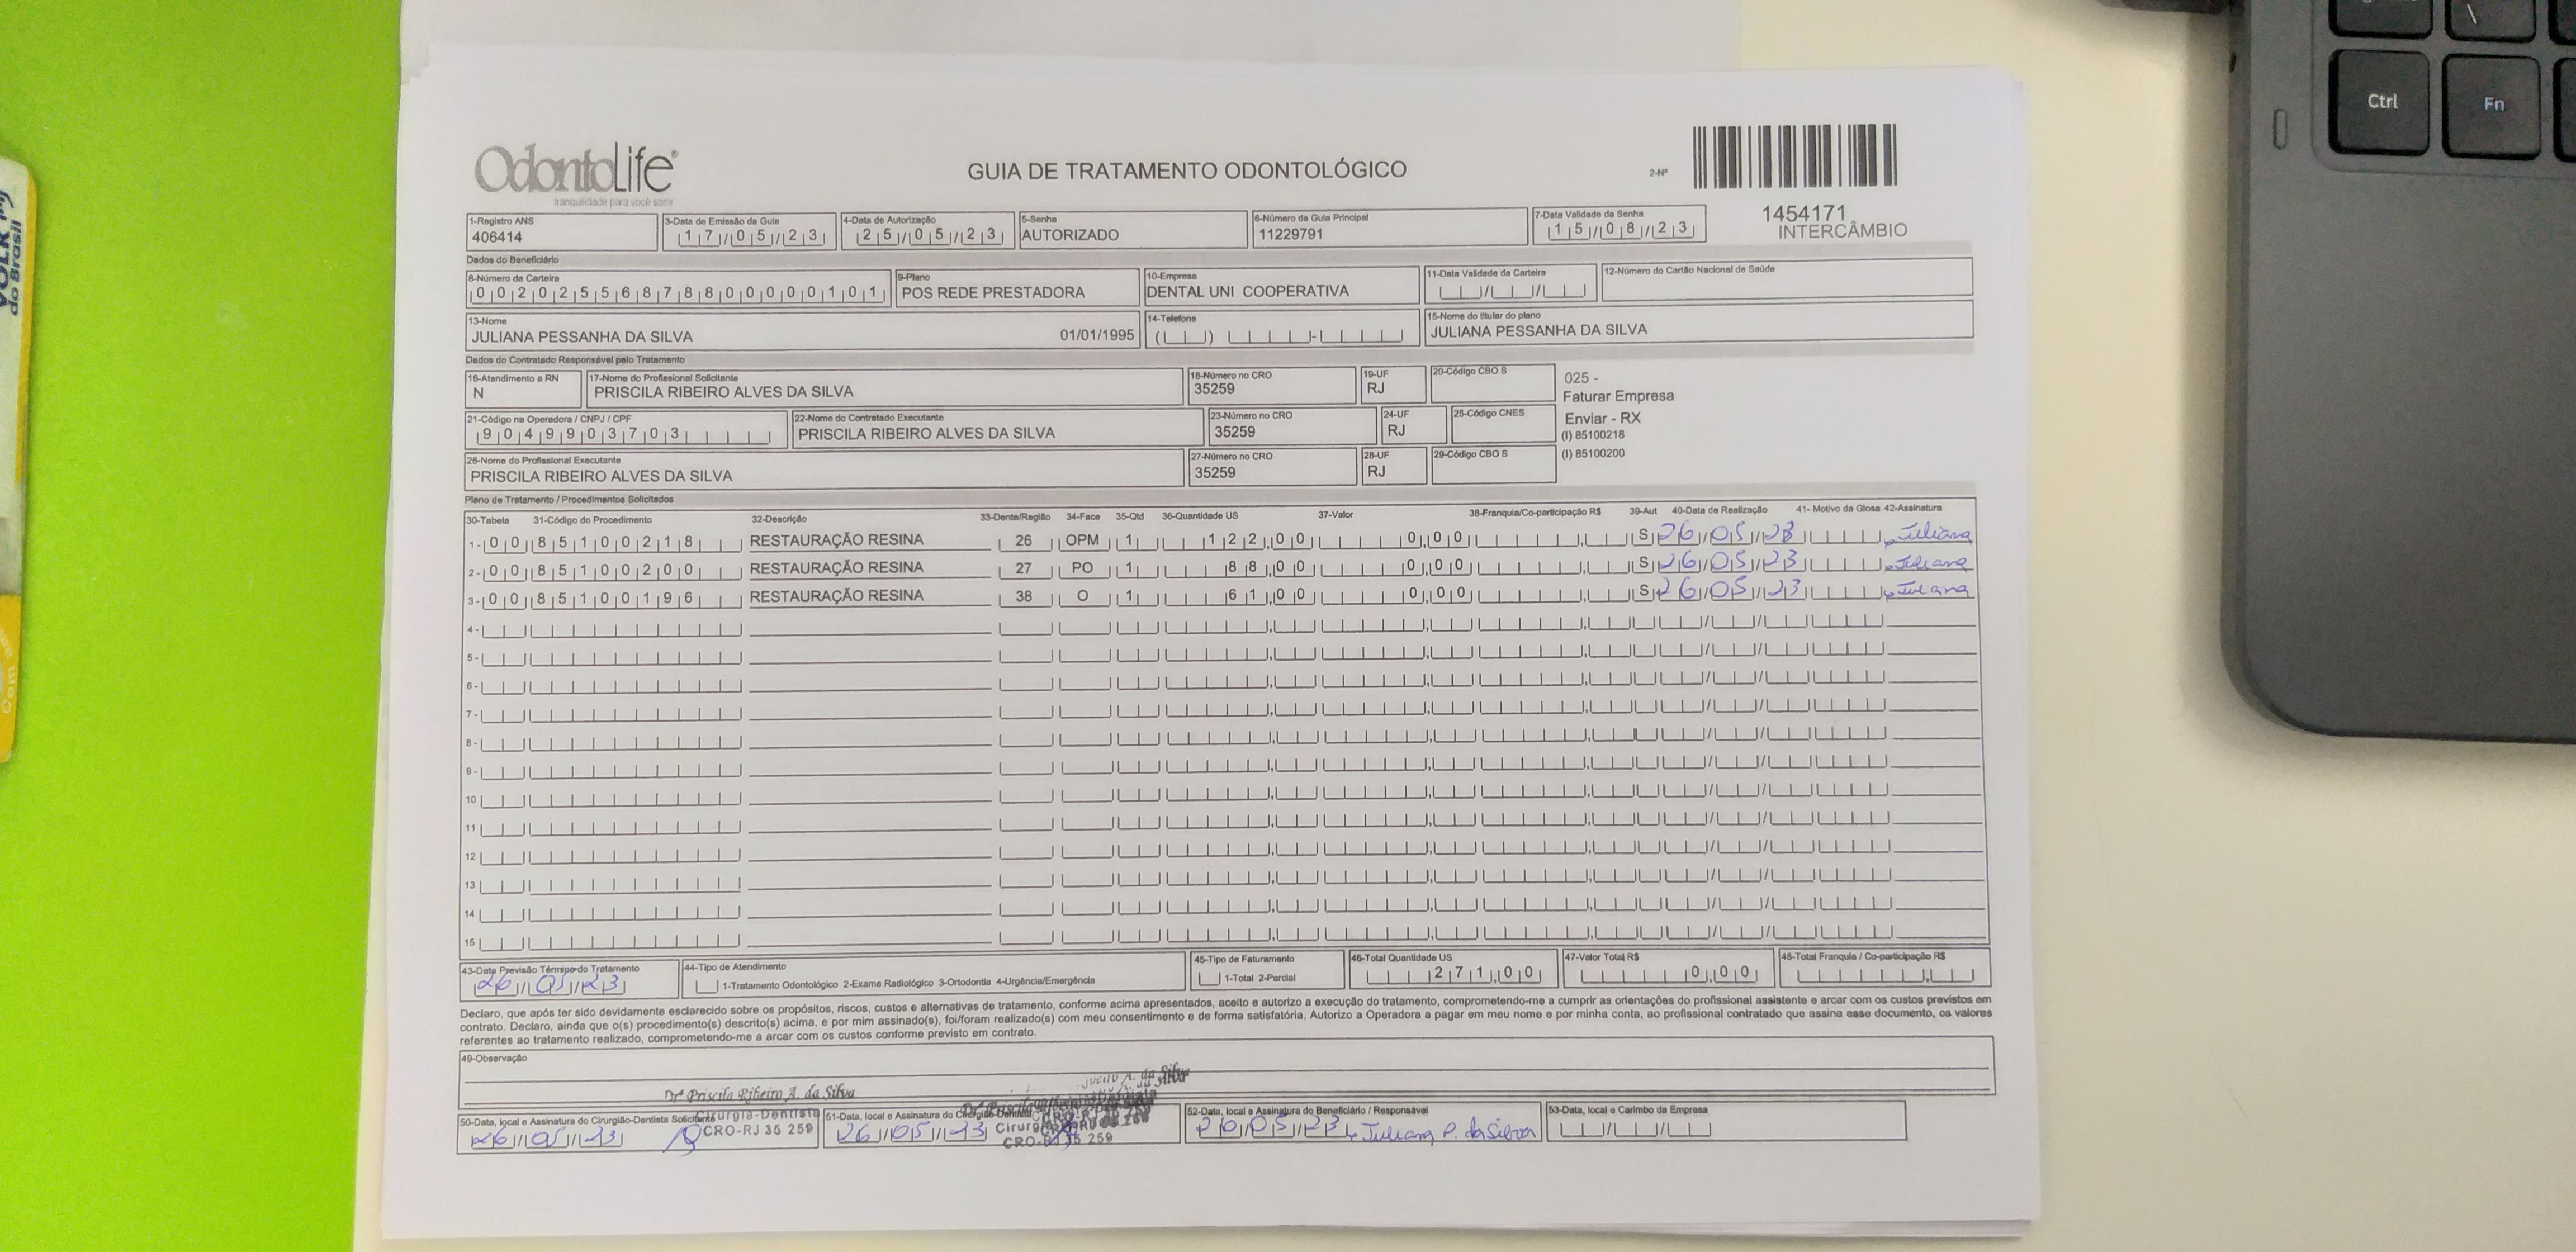 OdontoLife®
tranquilidade para você sorrir
GUIA DE TRATAMENTO ODONTOLÓGICO
2-Nº
1454171
INTERCÂMBIO
1-Registro ANS
406414
3-Data de Emissão da Guia
17/05/23
4-Data de Autorização
25/05/23
5-Senha
AUTORIZADO
6-Número da Guia Principal
11229791
7-Data Validade da Senha
15/08/23
Dados do Beneficiário
8-Número da Carteira
00202556878800000101
9-Plano
POS REDE PRESTADORA
10-Empresa
DENTAL UNI COOPERATIVA
11-Data Validade da Carteira
12-Número do Cartão Nacional de Saúde
13-Nome
JULIANA PESSANHA DA SILVA 01/01/1995
14-Telefone
15-Nome do titular do plano
JULIANA PESSANHA DA SILVA
Dados do Contratado Responsável pelo Tratamento
16-Atendimento a RN
N
17-Nome do Profissional Solicitante
PRISCILA RIBEIRO ALVES DA SILVA
18-Número no CRO
35259
19-UF
RJ
20-Código CBO S
025 -
Faturar Empresa
Enviar - RX
(I) 85100218
(I) 85100200
21-Código na Operadora / CNPJ / CPF
9049903703
22-Nome do Contratado Executante
PRISCILA RIBEIRO ALVES DA SILVA
23-Número no CRO
35259
24-UF
RJ
25-Código CNES
26-Nome do Profissional Executante
PRISCILA RIBEIRO ALVES DA SILVA
27-Número no CRO
35259
28-UF
RJ
29-Código CBO S
Plano de Tratamento / Procedimentos Solicitados
30-Tabela 31-Código do Procedimento 32-Descrição 33-Dente/Região 34-Face 35-Qtd 36-Quantidade US 37-Valor 38-Franquia/Co-participação R$ 39-Aut 40-Data de Realização 41- Motivo da Glosa 42-Assinatura
1- 00 85100218 RESTAURAÇÃO RESINA 26 OPM 1 122,00 0,00 S 26/05/23 Juliana
2- 00 85100200 RESTAURAÇÃO RESINA 27 PO 1 88,00 0,00 S 26/05/23 Juliana
3- 00 85100196 RESTAURAÇÃO RESINA 38 O 1 61,00 0,00 S 26/05/23 Juliana
4-
5-
6-
7-
8-
9-
10
11
12
13
14
15
43-Data Previsão Término do Tratamento
26/05/23
44-Tipo de Atendimento
1-Tratamento Odontológico 2-Exame Radiológico 3-Ortodontia 4-Urgência/Emergência
45-Tipo de Faturamento
1-Total 2-Parcial
46-Total Quantidade US
271,00
47-Valor Total R$
0,00
48-Total Franquia / Co-participação R$
Declaro, que após ter sido devidamente esclarecido sobre os propósitos, riscos, custos e alternativas de tratamento, conforme acima apresentados, aceito e autorizo a execução do tratamento, comprometendo-me a cumprir as orientações do profissional assistente e arcar com os custos previstos em
contrato. Declaro, ainda que o(s) procedimento(s) descrito(s) acima, e por mim assinado(s), foi/foram realizado(s) com meu consentimento e de forma satisfatória. Autorizo a Operadora a pagar em meu nome e por minha conta, ao profissional contratado que assina esse documento, os valores
referentes ao tratamento realizado, comprometendo-me a arcar com os custos conforme previsto em contrato.
49-Observação
Drª Priscila Ribeiro A. da Silva
Cirurgiã-Dentista
CRO-RJ 35 259
50-Data, local e Assinatura do Cirurgião-Dentista Solicitante
26/05/23
51-Data, local e Assinatura do Cirurgião-Dentista
26/05/23
CRO-RJ 35 259
52-Data, local e Assinatura do Beneficiário / Responsável
26/05/23 Juliana P. da Silva
53-Data, local e Carimbo da Empresa
Ctrl
Fn
\
do Brasil